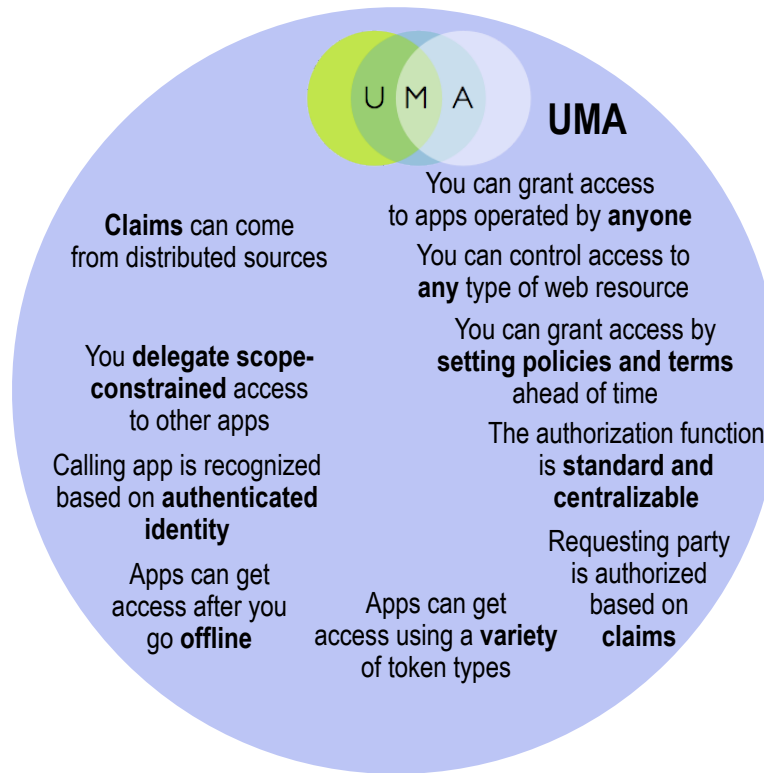 U M A
UMA
You can grant access
to apps operated by anyone
Claims can come
from distributed sources
You can control access to
any type of web resource
You can grant access by
setting policies and terms
ahead of time
You delegate scope-
constrained access
to other apps
The authorization function
is standard and
centralizable
Calling app is recognized
based on authenticated
identity
Requesting party
is authorized
based on
claims
Apps can get
access after you
go offline
Apps can get
access using a variety
of token types